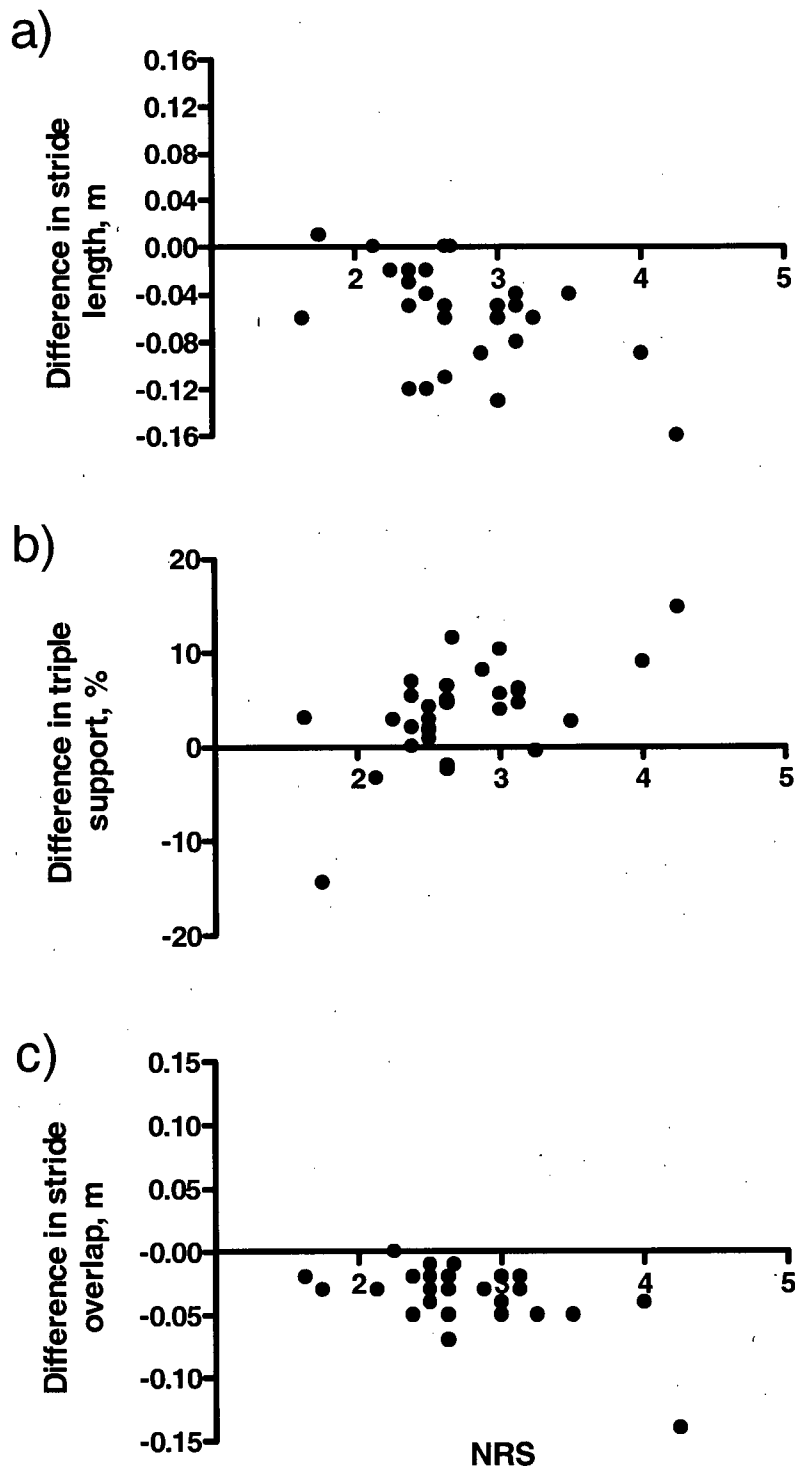 a)
Difference in stride
length, m
0.16
0.12
0.08
0.04
0.00
-0.04
-0.08
-0.12
-0.16
2 3 4 5
b)
Difference in triple
support, %
20
10
0
-10
-20
2 3 4 5
c)
Difference in stride
overlap, m
0.15
0.10
0.05
-0.00
-0.05
-0.10
-0.15
2 3 4 5
NRS